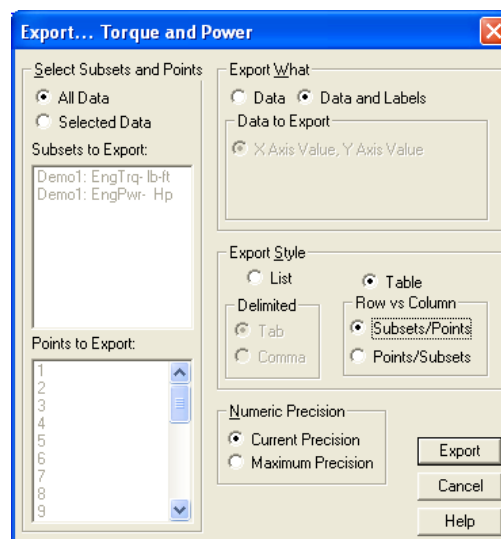 Export... Torque and Power
Select Subsets and Points
All Data
Selected Data
Subsets to Export:
Demo1: EngTrq- lb-ft
Demo1: EngPwr- Hp
Points to Export:
1
2
3
4
5
6
7
8
9
Export What
Data
Data and Labels
Data to Export
X Axis Value, Y Axis Value
Export Style
List
Table
Delimited
Tab
Comma
Row vs Column
Subsets/Points
Points/Subsets
Numeric Precision
Current Precision
Maximum Precision
Export
Cancel
Help